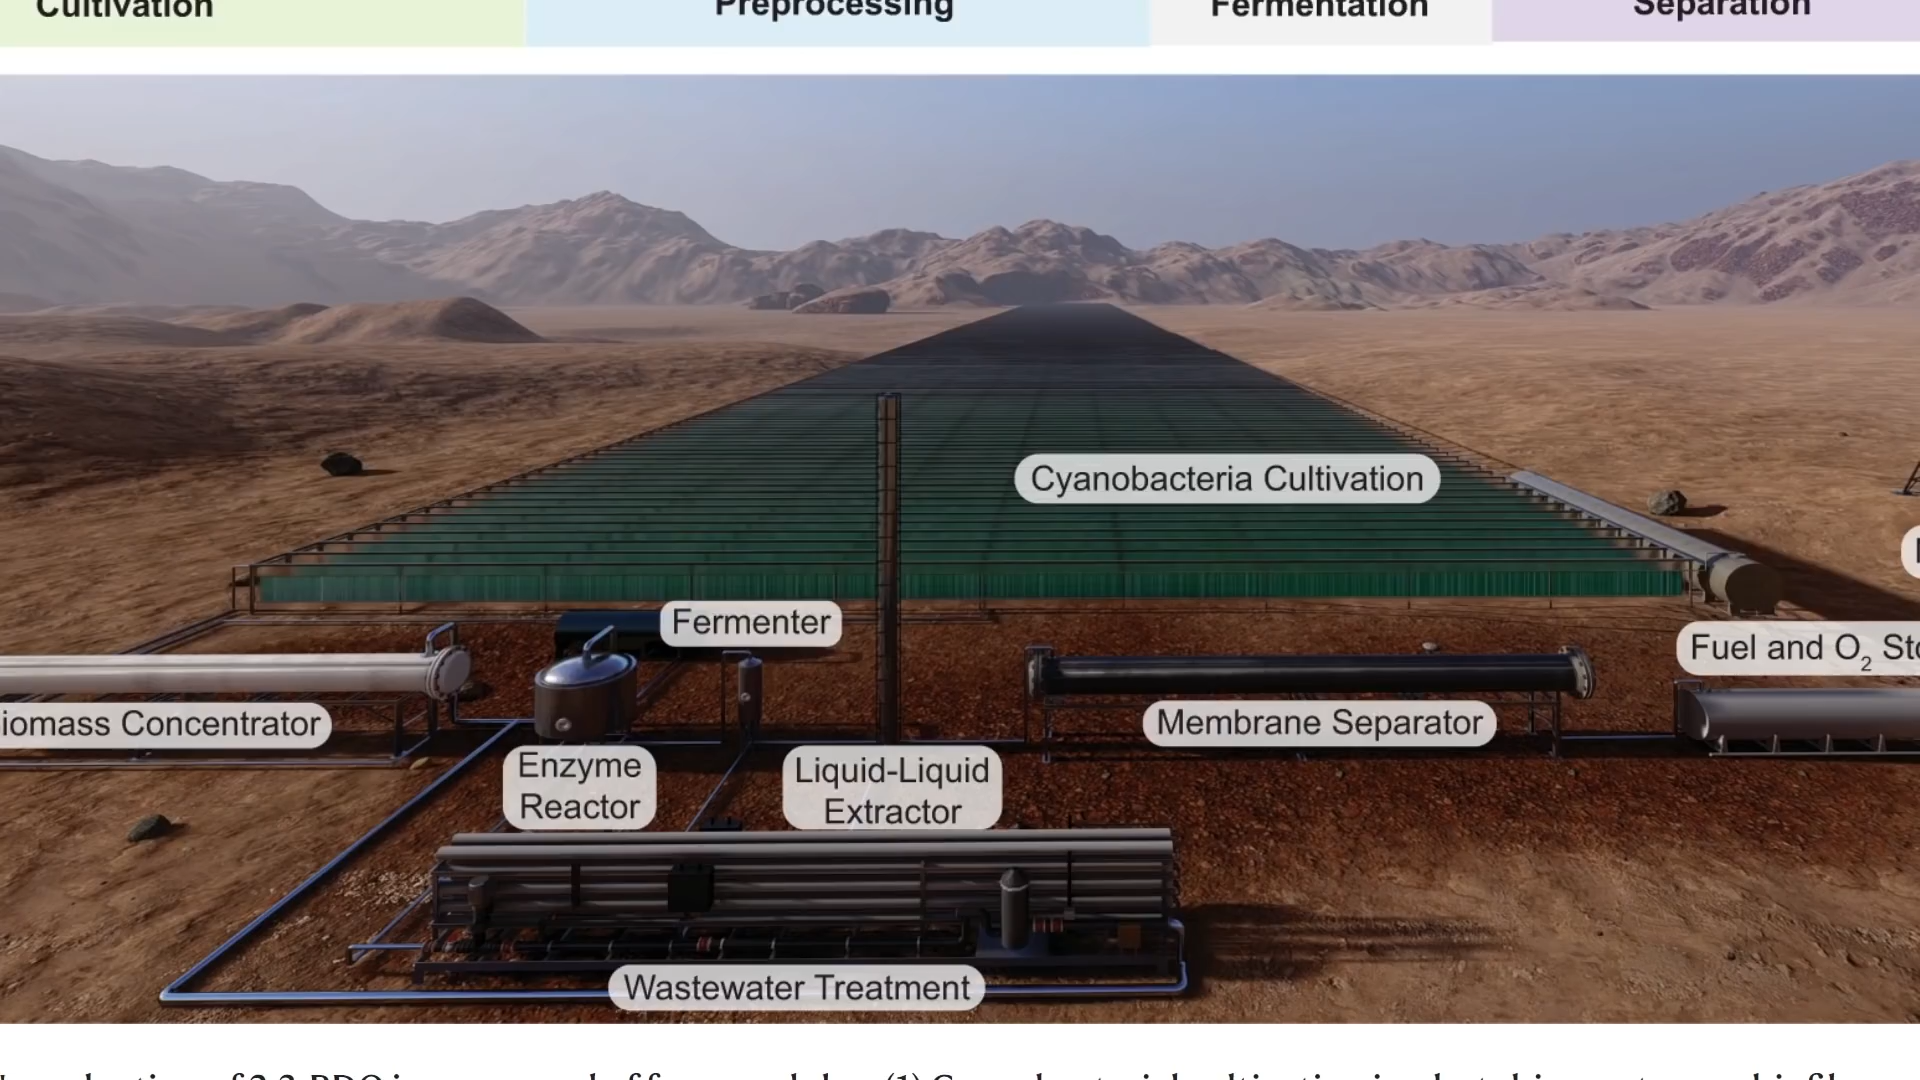 Cultivation
Preprocessing
Fermentation
Separation
Cyanobacteria Cultivation
Fermenter
Fuel and O2 Sto
iomass Concentrator
Membrane Separator
Enzyme
Reactor
Liquid-Liquid
Extractor
Wastewater Treatment